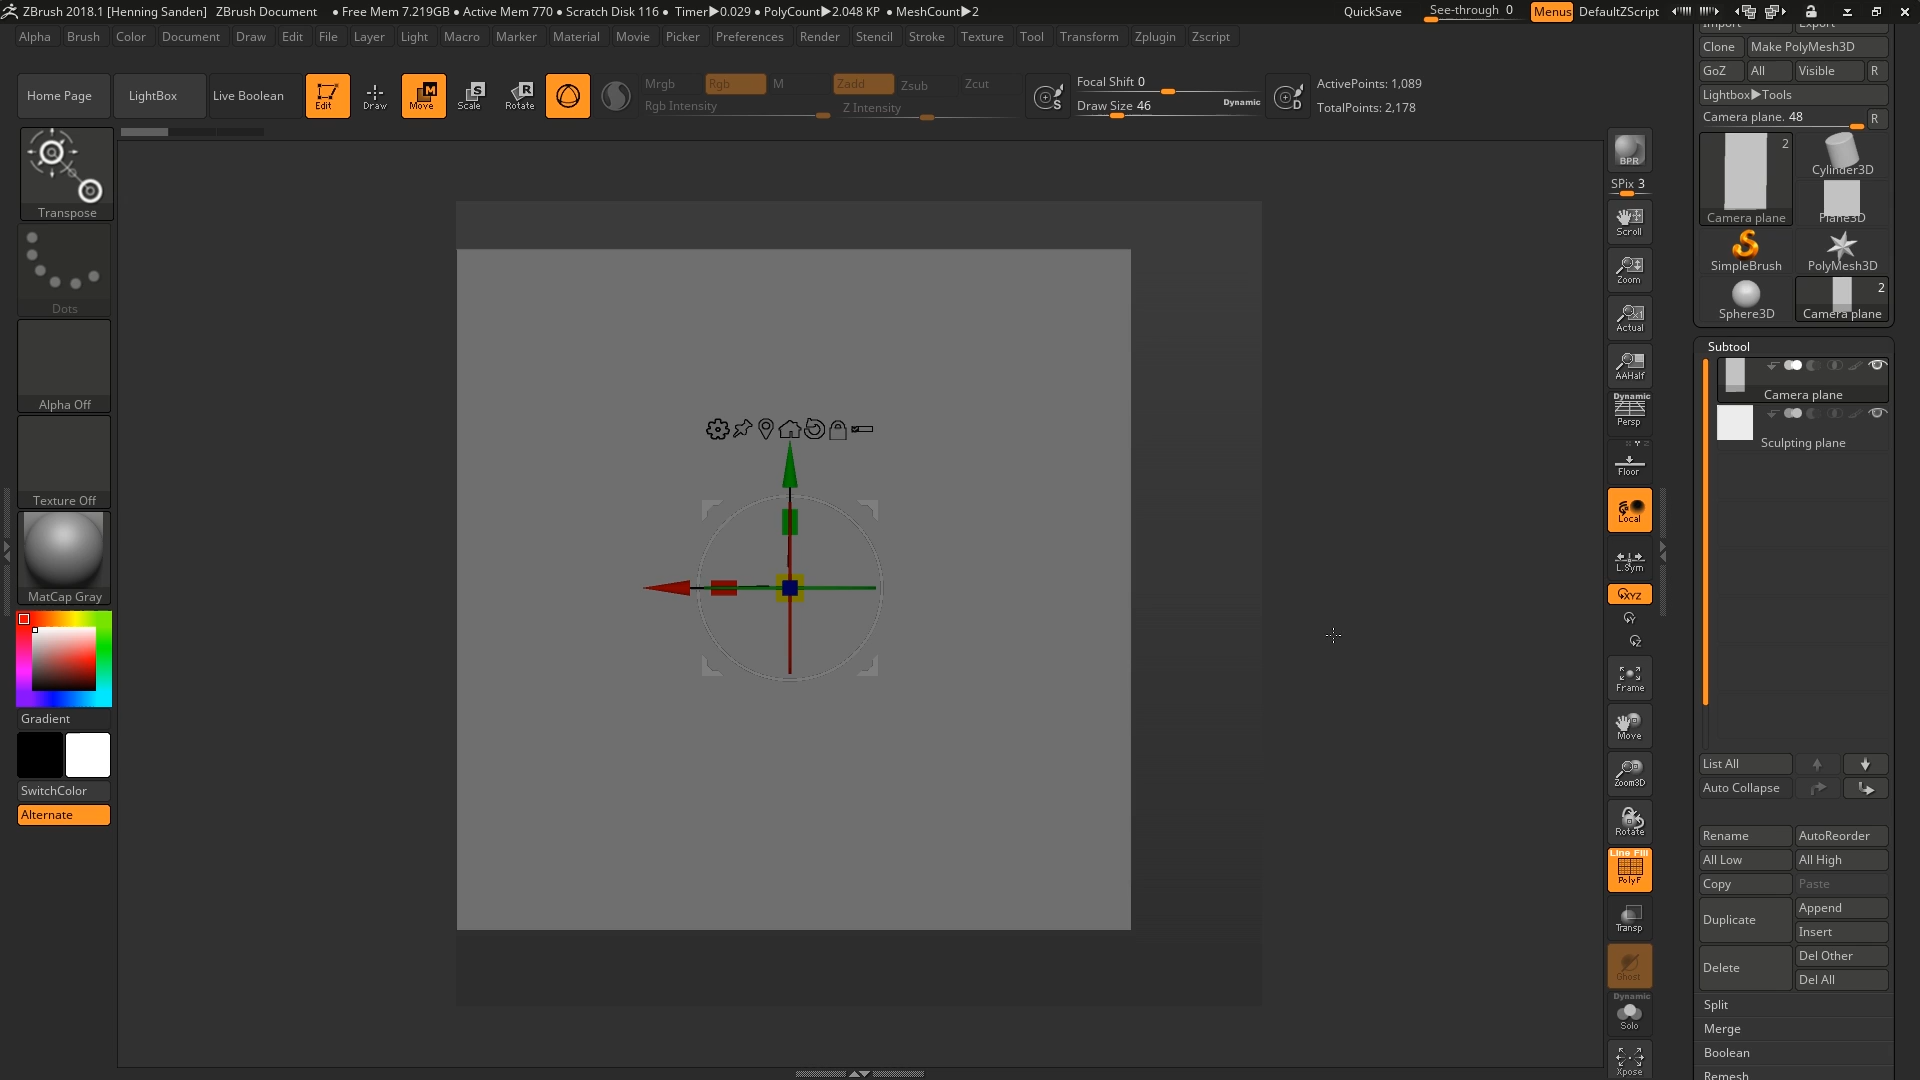 ZBrush 2018.1 [Henning Sanden] ZBrush Document ● Free Mem 7.219GB ● Active Mem 770 ● Scratch Disk 116 ● Timer▶0.029 ● PolyCount▶2.048 KP ● MeshCount▶2 QuickSave See-through 0 Menus DefaultZScript
Alpha Brush Color Document Draw Edit File Layer Light Macro Marker Material Movie Picker Preferences Render Stencil Stroke Texture Tool Transform Zplugin Zscript
Home Page LightBox Live Boolean Edit Draw Move Scale Rotate
Mrgb Rgb M Zadd Zsub Zcut
Rgb Intensity Z Intensity
Focal Shift 0
Draw Size 46 Dynamic
ActivePoints: 1,089
TotalPoints: 2,178
Transpose
Dots
Alpha Off
Texture Off
MatCap Gray
Gradient
SwitchColor
Alternate
BPR
SPix 3
Scroll
Zoom
Actual
AAHalf
Dynamic
Persp
Floor
Local
L.Sym
XYZ
Y
Z
Frame
Move
Zoom3D
Rotate
Line Fill
PolyF
Transp
Ghost
Dynamic
Solo
Xpose
Import Export
Clone Make PolyMesh3D
GoZ All Visible R
Lightbox▶Tools
Camera plane. 48 R
2
Camera plane
Cylinder3D
Plane3D
SimpleBrush PolyMesh3D
2
Sphere3D Camera plane
Subtool
Camera plane
Sculpting plane
List All
Auto Collapse
Rename AutoReorder
All Low All High
Copy Paste
Duplicate Append
Insert
Delete Del Other
Del All
Split
Merge
Boolean
Remesh